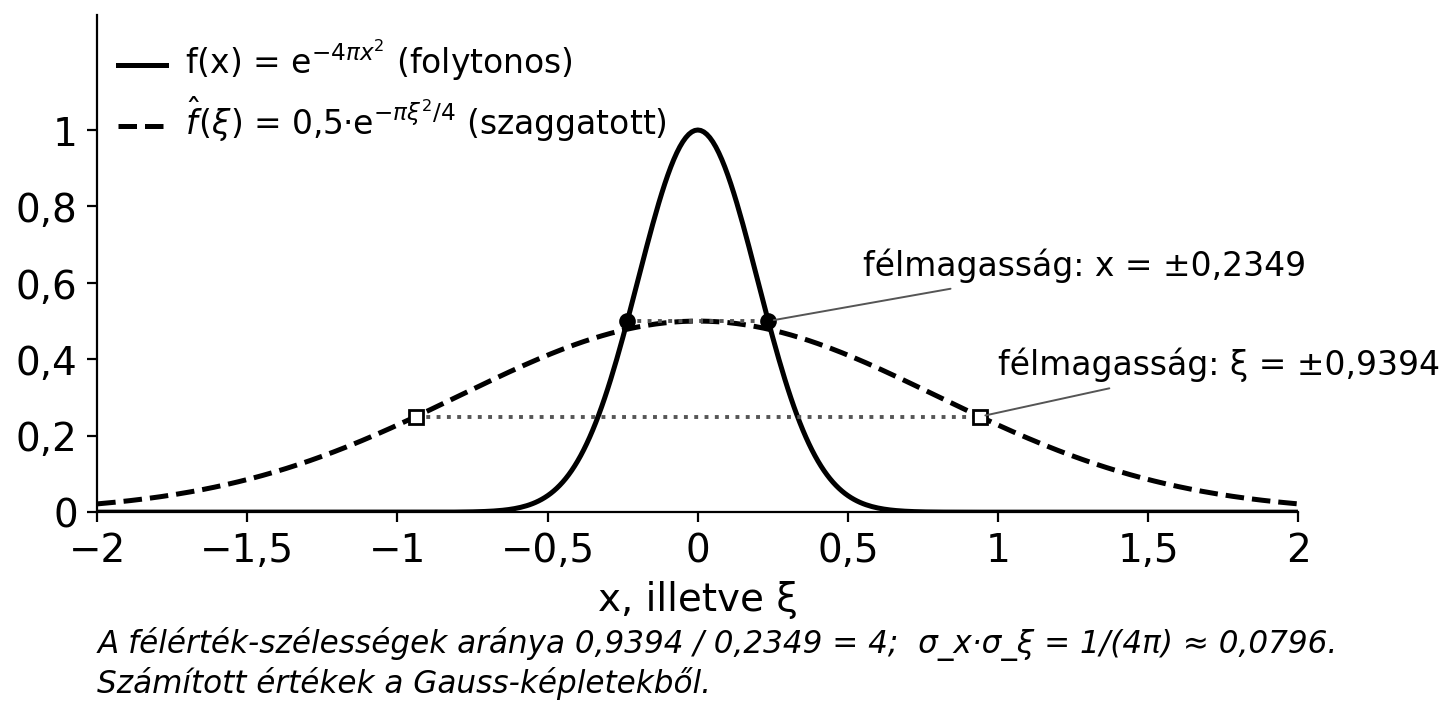 f(x) = e^{−4πx²} (folytonos)
f̂(ξ) = 0,5·e^{−πξ²/4} (szaggatott)
1
0,8
félmagasság: x = ±0,2349
0,6
0,4
félmagasság: ξ = ±0,9394
0,2
0
−2 −1,5 −1 −0,5 0 0,5 1 1,5 2
x, illetve ξ
A félérték-szélességek aránya 0,9394 / 0,2349 = 4; σ_x·σ_ξ = 1/(4π) ≈ 0,0796.
Számított értékek a Gauss-képletekből.